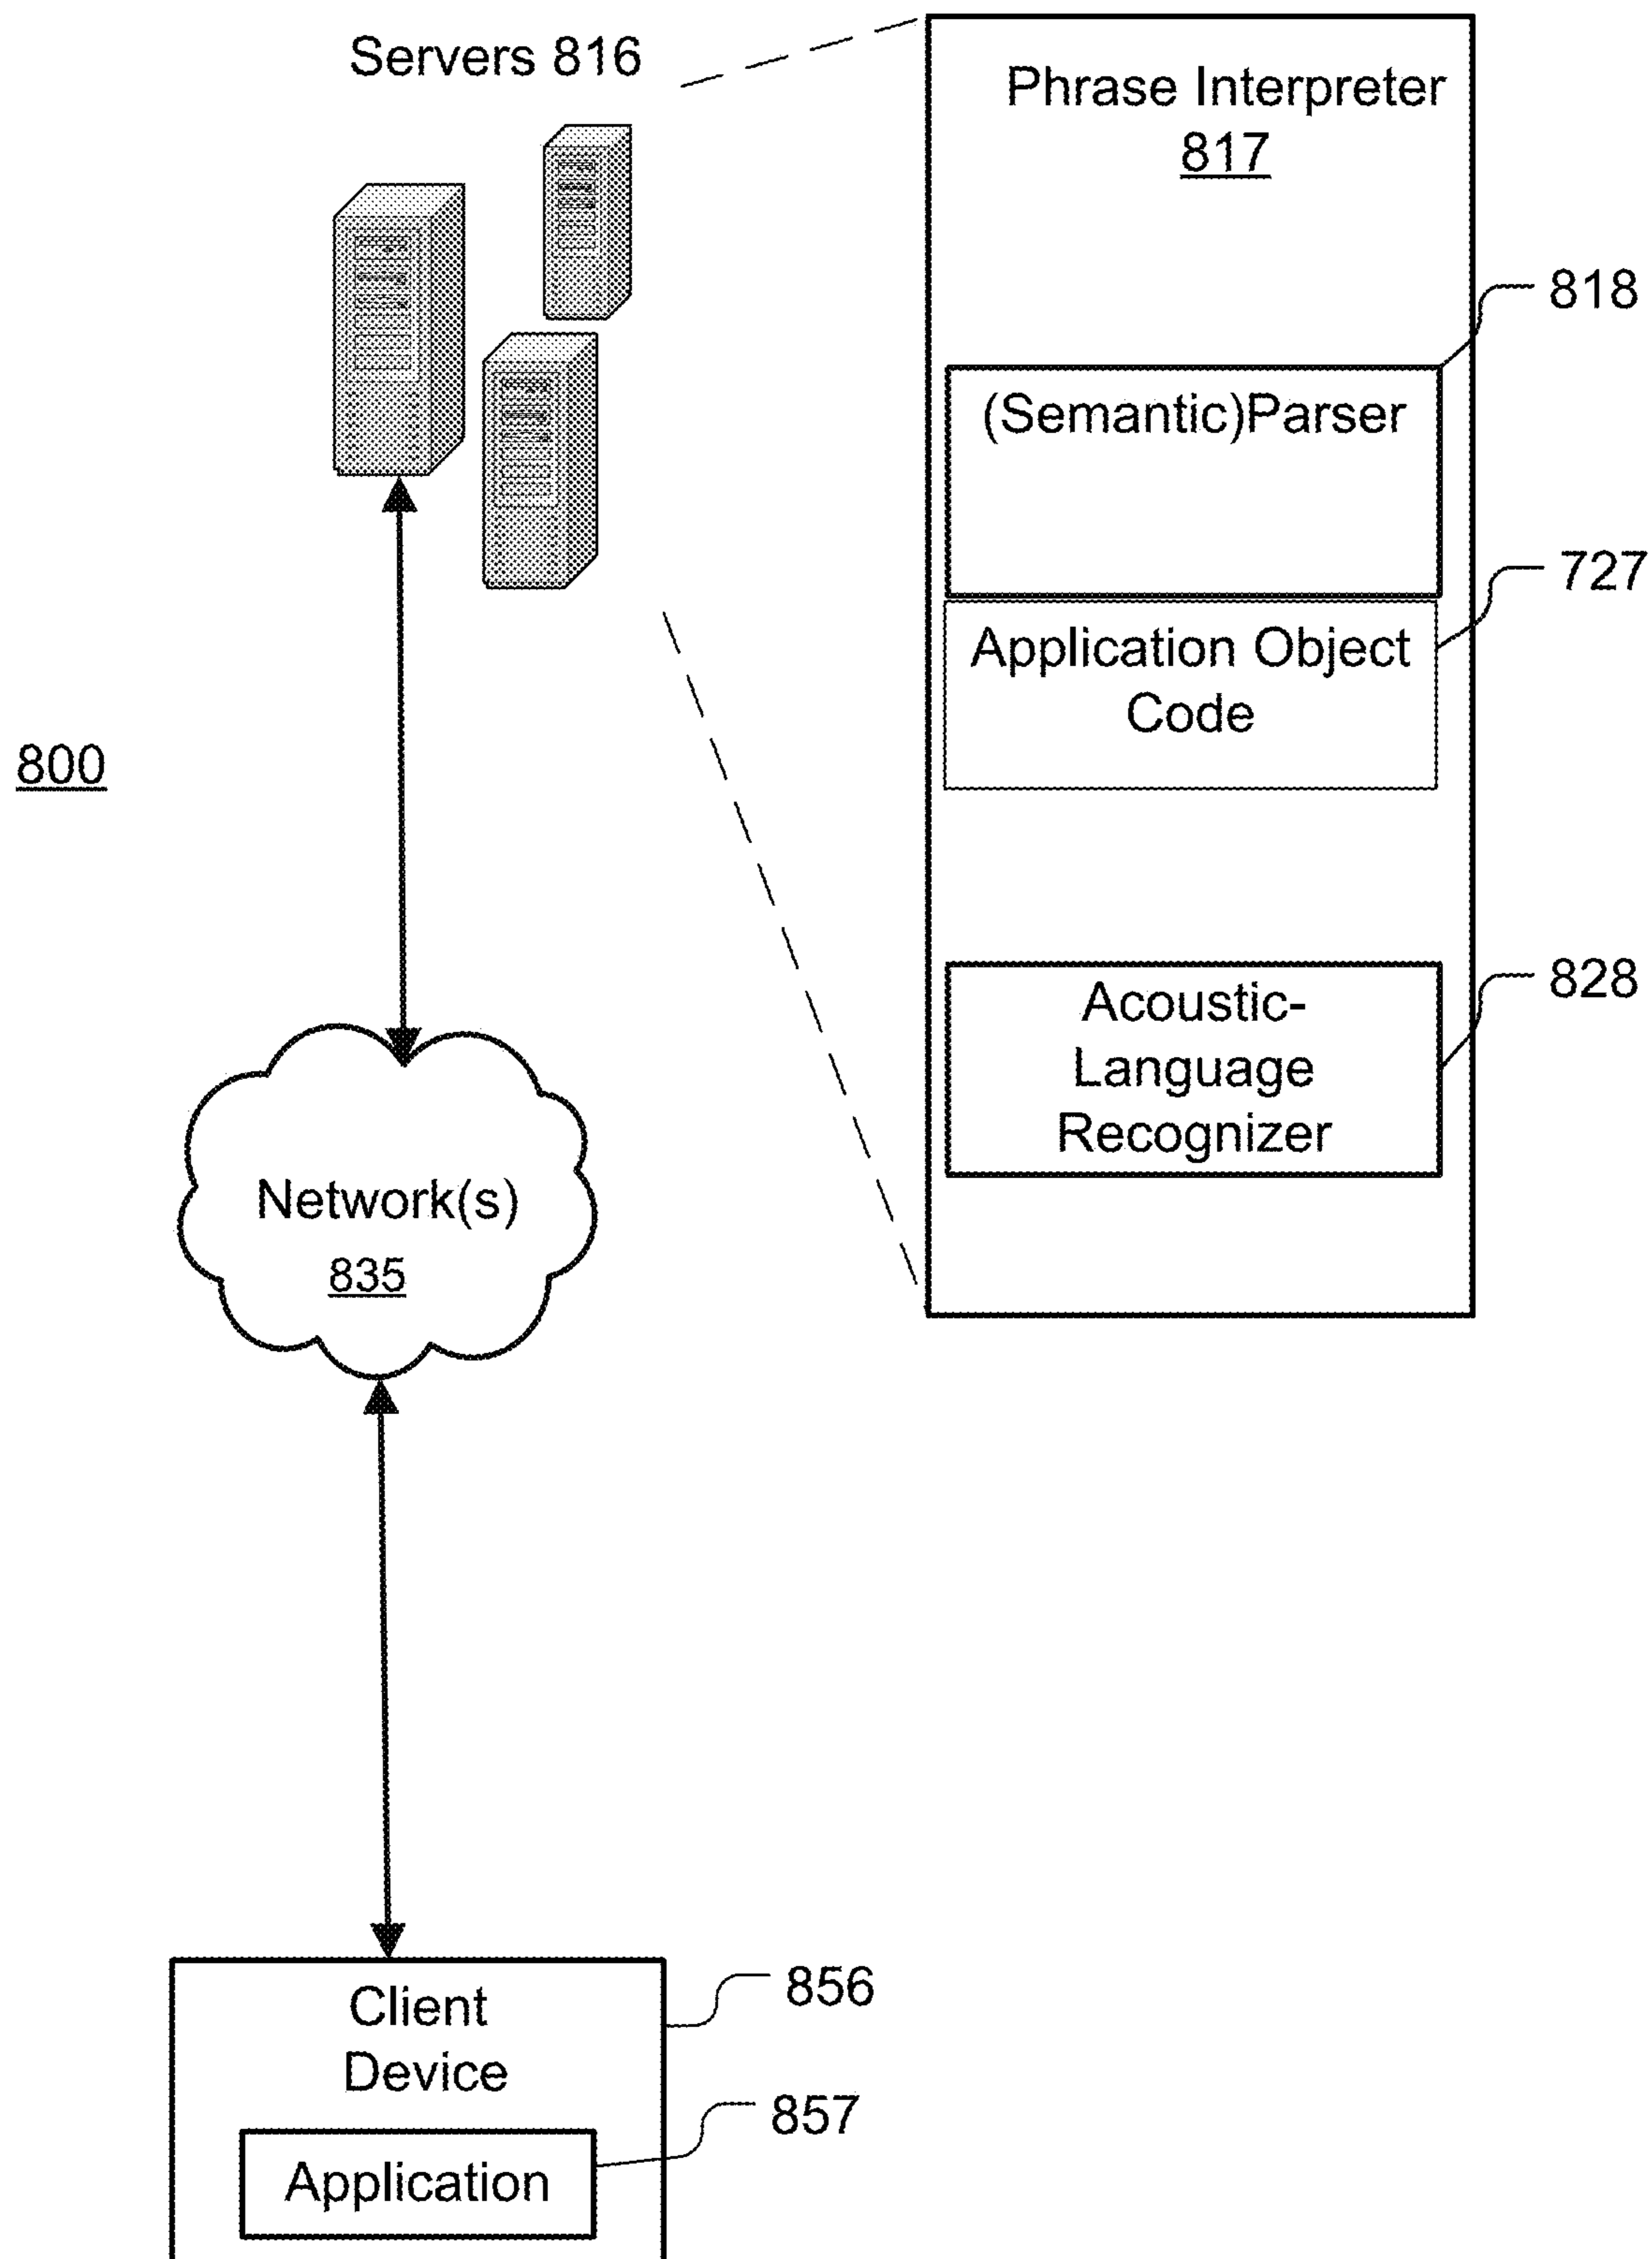 Servers 816
Phrase Interpreter
817
818
(Semantic)Parser
727
Application Object
Code
800
828
Acoustic-
Language
Recognizer
Network(s)
835
856
Client
Device
857
Application